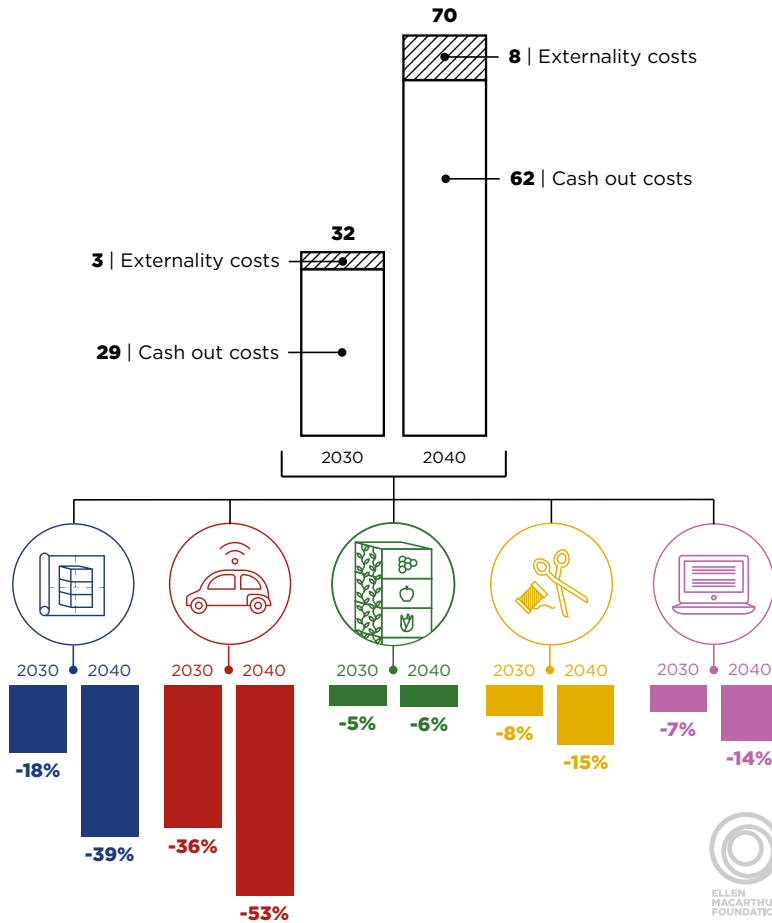 70
8 | Externality costs
62 | Cash out costs
32
3 | Externality costs
29 | Cash out costs
2030 2040
2030 2040
-18%
-39%
2030 2040
-36%
-53%
2030 2040
-5%
-6%
2030 2040
-8%
-15%
2030 2040
-7%
-14%
ELLEN
MACARTHU
FOUNDATIO